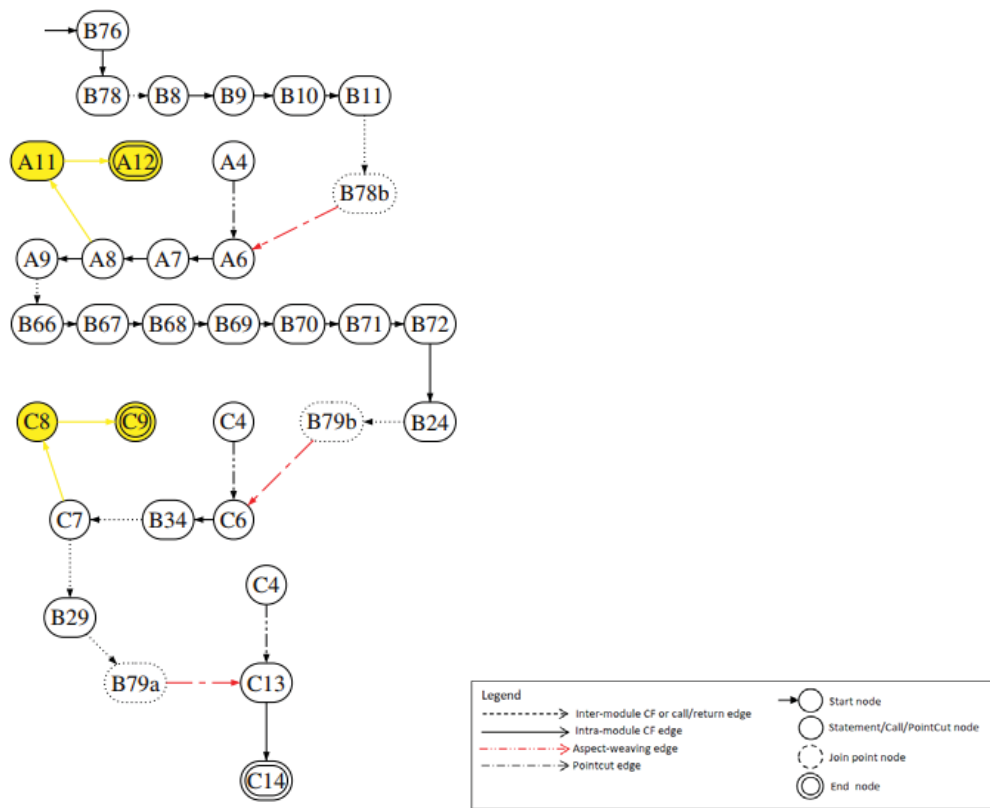 B76
B78 B8 B9 B10 B11
A11 A12 A4
B78b
A9 A8 A7 A6
B66 B67 B68 B69 B70 B71 B72
C8 C9 C4 B79b B24
C7 B34 C6
C4
B29
B79a C13
C14
Legend
Inter-module CF or call/return edge
Intra-module CF edge
Aspect-weaving edge
Pointcut edge
Start node
Statement/Call/PointCut node
Join point node
End node